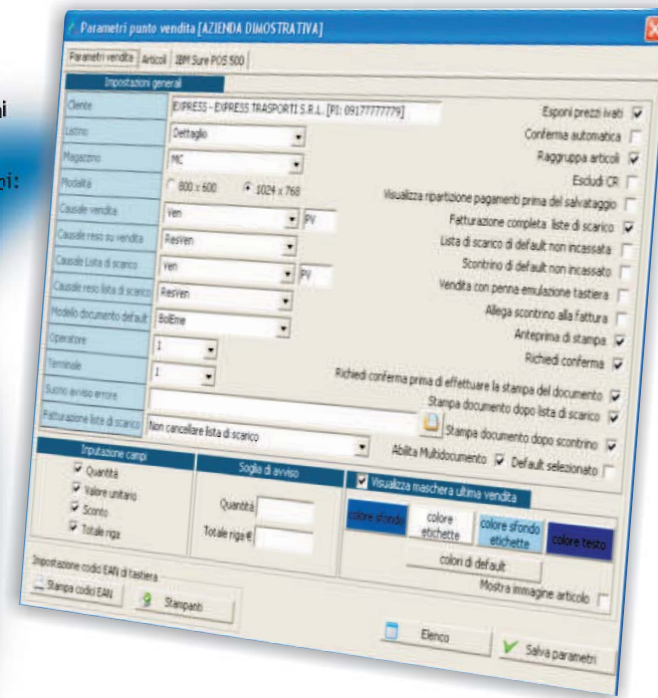 Parametri punto vendita [AZIENDA DIMOSTRATIVA]
Parametri vendita Articoli IBM Sure POS 500
Impostazioni generali
Cliente EXPRESS - EXPRESS TRASPORTI S.R.L. [PI: 09177777779]
Listino Dettaglio
Magazzino MC
Modalità 800 x 600 1024 x 768
Causale vendita Ven PV
Causale reso su vendita ResVen
Causale Lista di scarico Ven PV
Causale reso lista di scarico ResVen
Modello documento default BolEme
Operatore 1
Terminale 1
Suono avviso errore
Fatturazione liste di scarico Non cancellare lista di scarico
Esponi prezzi ivati
Conferma automatica
Raggruppa articoli
Escludi CR
Visualizza ripartizione pagamenti prima del salvataggio
Fatturazione completa liste di scarico
Lista di scarico di default non incassata
Scontrino di default non incassato
Vendita con penna emulazione tastiera
Allega scontrino alla fattura
Anteprima di stampa
Richiedi conferma
Richiedi conferma prima di effettuare la stampa del documento
Stampa documento dopo lista di scarico
Stampa documento dopo scontrino
Abilita Multidocumento Default selezionato
Inputazione campi
Quantità
Valore unitario
Sconto
Totale riga
Soglia di avviso
Quantità
Totale riga €
Visualizza maschera ultima vendita
colore sfondo
colore etichette
colore sfondo etichette
colore testo
colori di default
Mostra immagine articolo
Impostazione codici EAN di tastiera
Stampa codici EAN
Stampanti
Elenco
Salva parametri